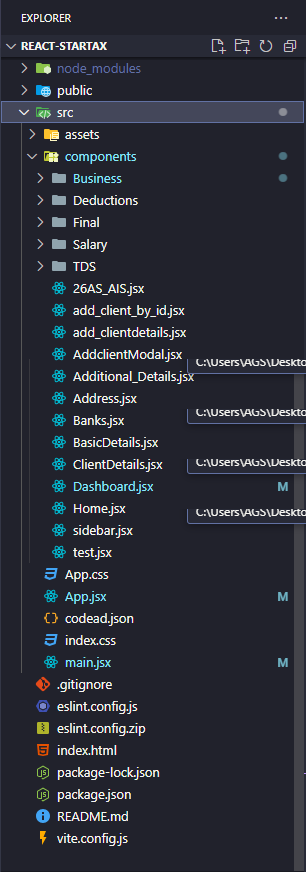 EXPLORER
REACT-STARTAX
node_modules
public
src
assets
components
Business
Deductions
Final
Salary
TDS
26AS_AIS.jsx
add_client_by_id.jsx
add_clientdetails.jsx
AddclientModal.jsx
C:\Users\AGS\Deskto
Additional_Details.jsx
Address.jsx
Banks.jsx
C:\Users\AGS\Deskto
BasicDetails.jsx
ClientDetails.jsx
C:\Users\AGS\Deskto
Dashboard.jsx M
Home.jsx
C:\Users\AGS\Deskto
sidebar.jsx
test.jsx
App.css
App.jsx M
codead.json
index.css
main.jsx M
.gitignore
eslint.config.js
eslint.config.zip
index.html
package-lock.json
package.json
README.md
vite.config.js